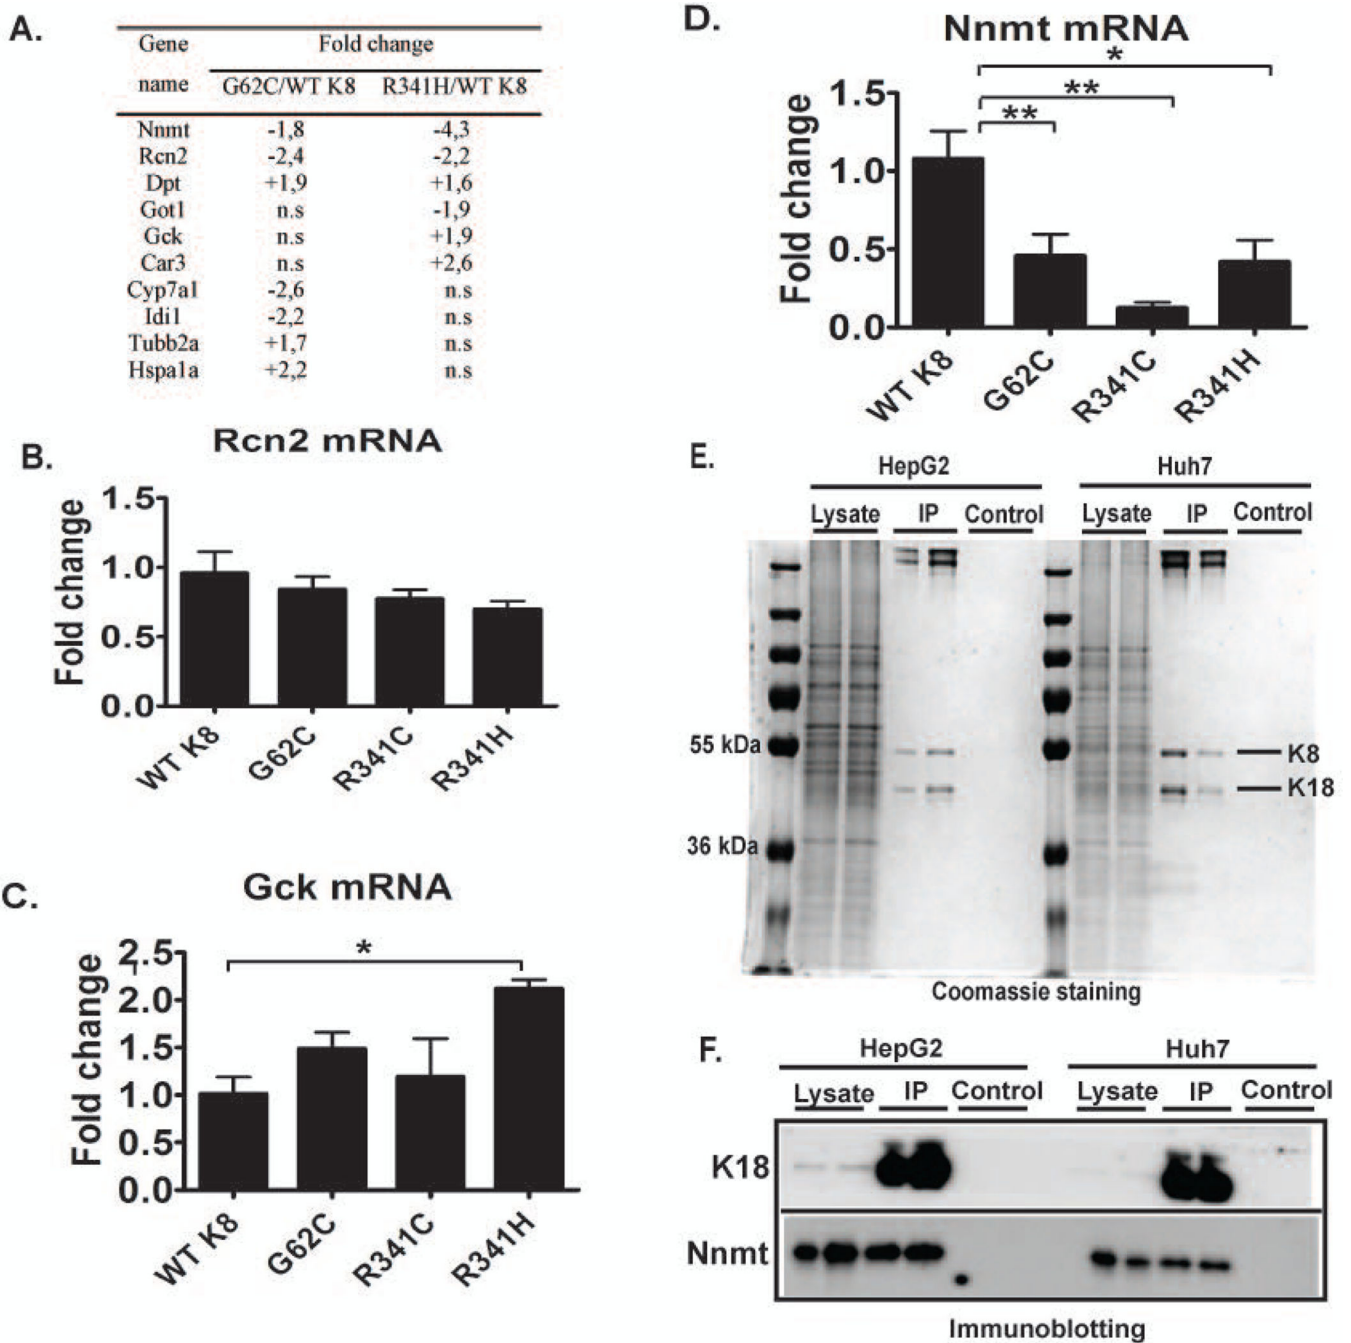 A.
Gene Fold change
name G62C/WT K8 R341H/WT K8
Nnmt -1,8 -4,3
Rcn2 -2,4 -2,2
Dpt +1,9 +1,6
Got1 n.s -1,9
Gck n.s +1,9
Car3 n.s +2,6
Cyp7a1 -2,6 n.s
Idi1 -2,2 n.s
Tubb2a +1,7 n.s
Hspa1a +2,2 n.s
B.
Rcn2 mRNA
Fold change
1.5
1.0
0.5
0.0
WT K8 G62C R341C R341H
C.
Gck mRNA
Fold change
2.5
2.0
1.5
1.0
0.5
0.0
*
WT K8 G62C R341C R341H
D.
Nnmt mRNA
Fold change
1.5
1.0
0.5
0.0
*
**
**
WT K8 G62C R341C R341H
E.
HepG2 Huh7
Lysate IP Control Lysate IP Control
55 kDa
K8
K18
36 kDa
Coomassie staining
F.
HepG2 Huh7
Lysate IP Control Lysate IP Control
K18
Nnmt
Immunoblotting